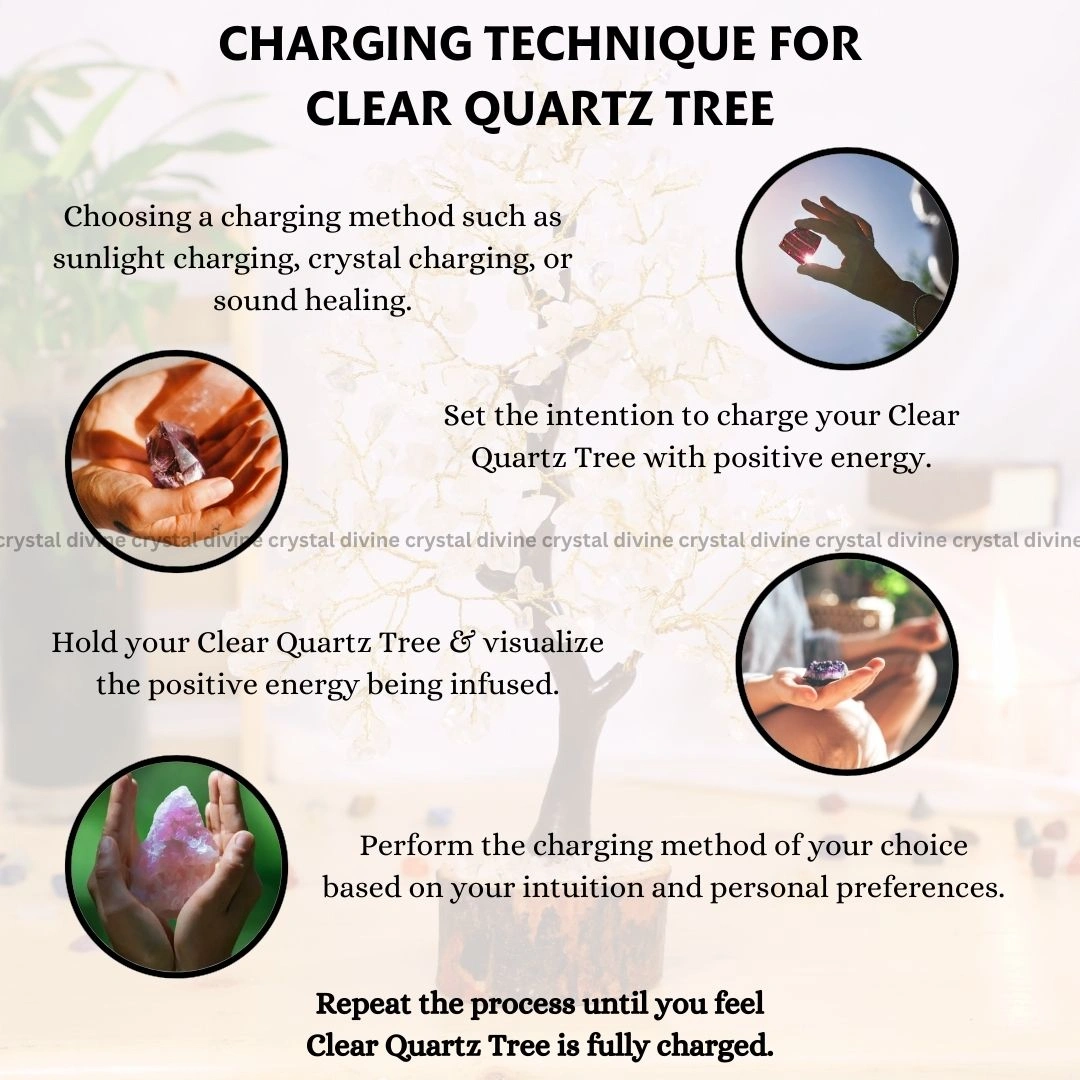 CHARGING TECHNIQUE FOR
CLEAR QUARTZ TREE
Choosing a charging method such as
sunlight charging, crystal charging, or
sound healing.
Set the intention to charge your Clear
Quartz Tree with positive energy.
crystal divine crystal divine crystal divine crystal divine crystal divine crystal divine crystal divine crystal divine
Hold your Clear Quartz Tree & visualize
the positive energy being infused.
Perform the charging method of your choice
based on your intuition and personal preferences.
Repeat the process until you feel
Clear Quartz Tree is fully charged.